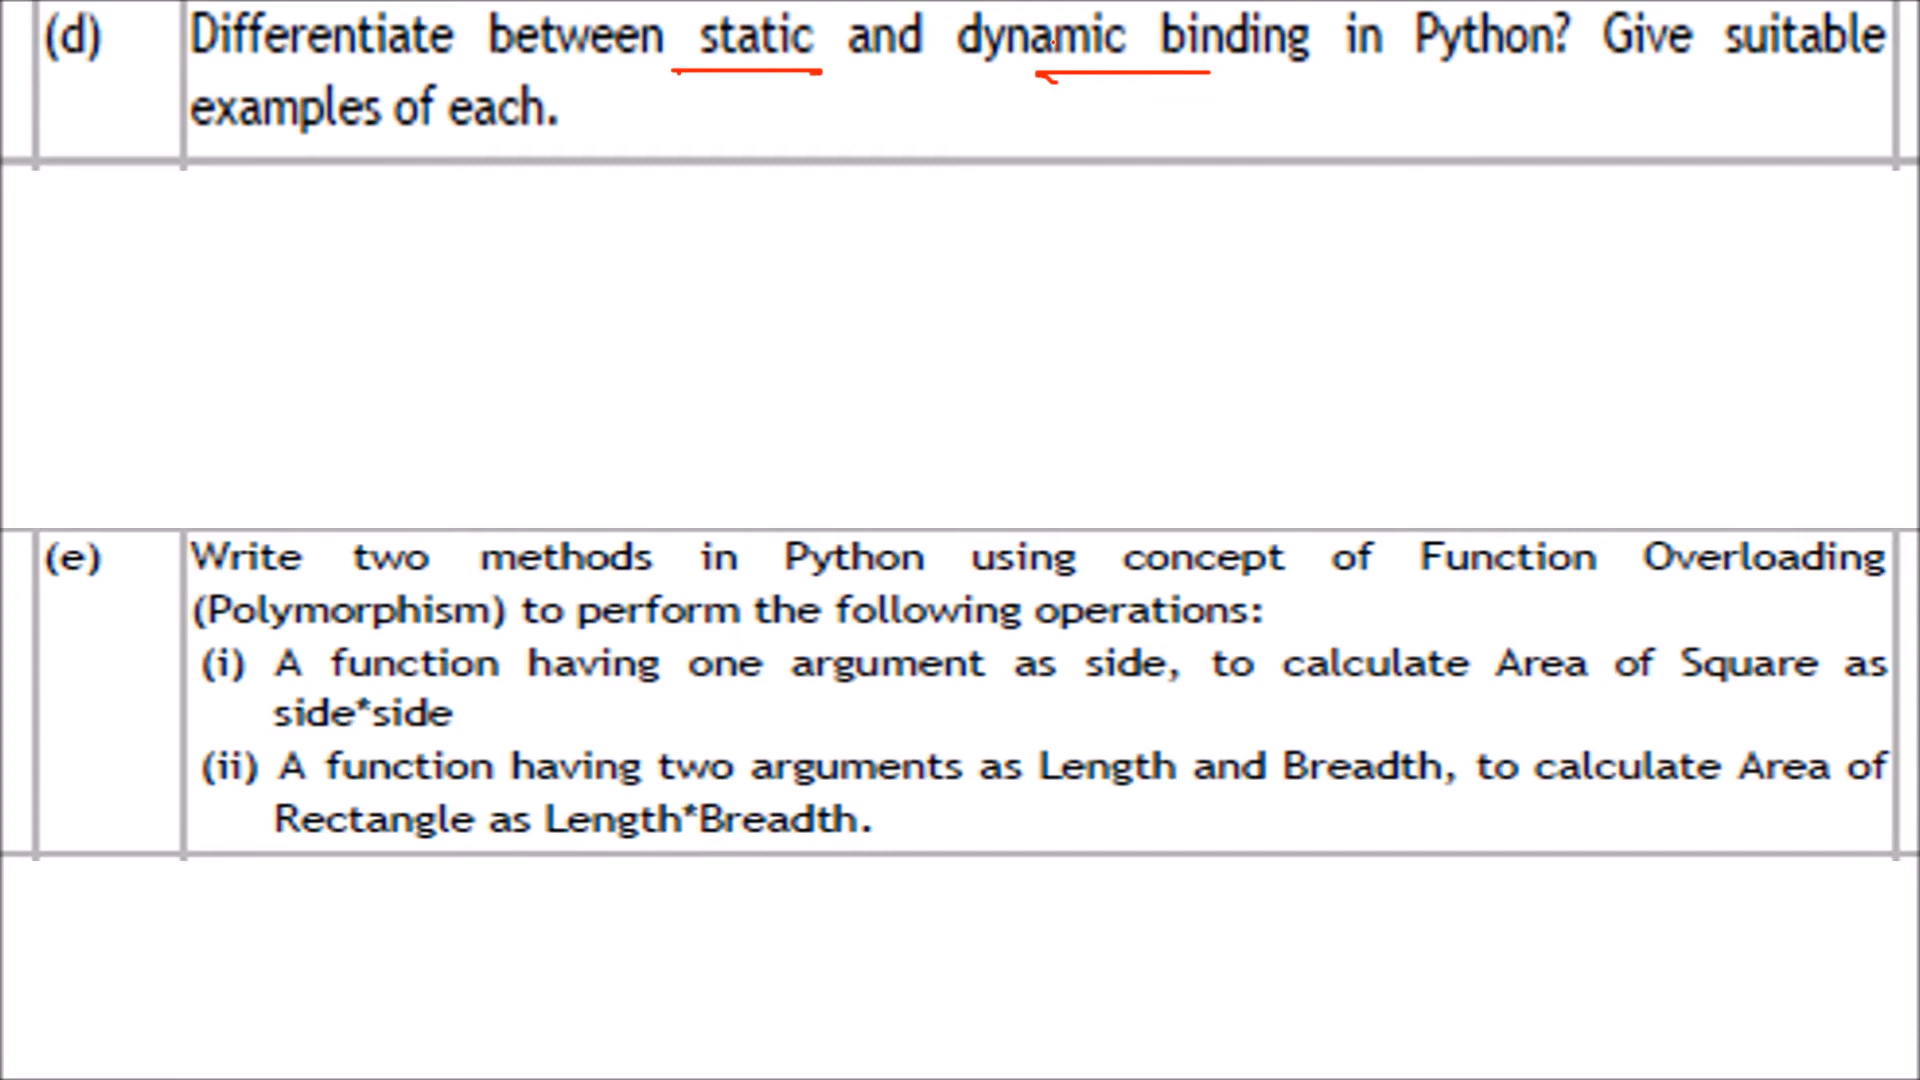 (d) Differentiate between static and dynamic binding in Python? Give suitable
examples of each.
(e) Write two methods in Python using concept of Function Overloading
(Polymorphism) to perform the following operations:
(i) A function having one argument as side, to calculate Area of Square as
side*side
(ii) A function having two arguments as Length and Breadth, to calculate Area of
Rectangle as Length*Breadth.